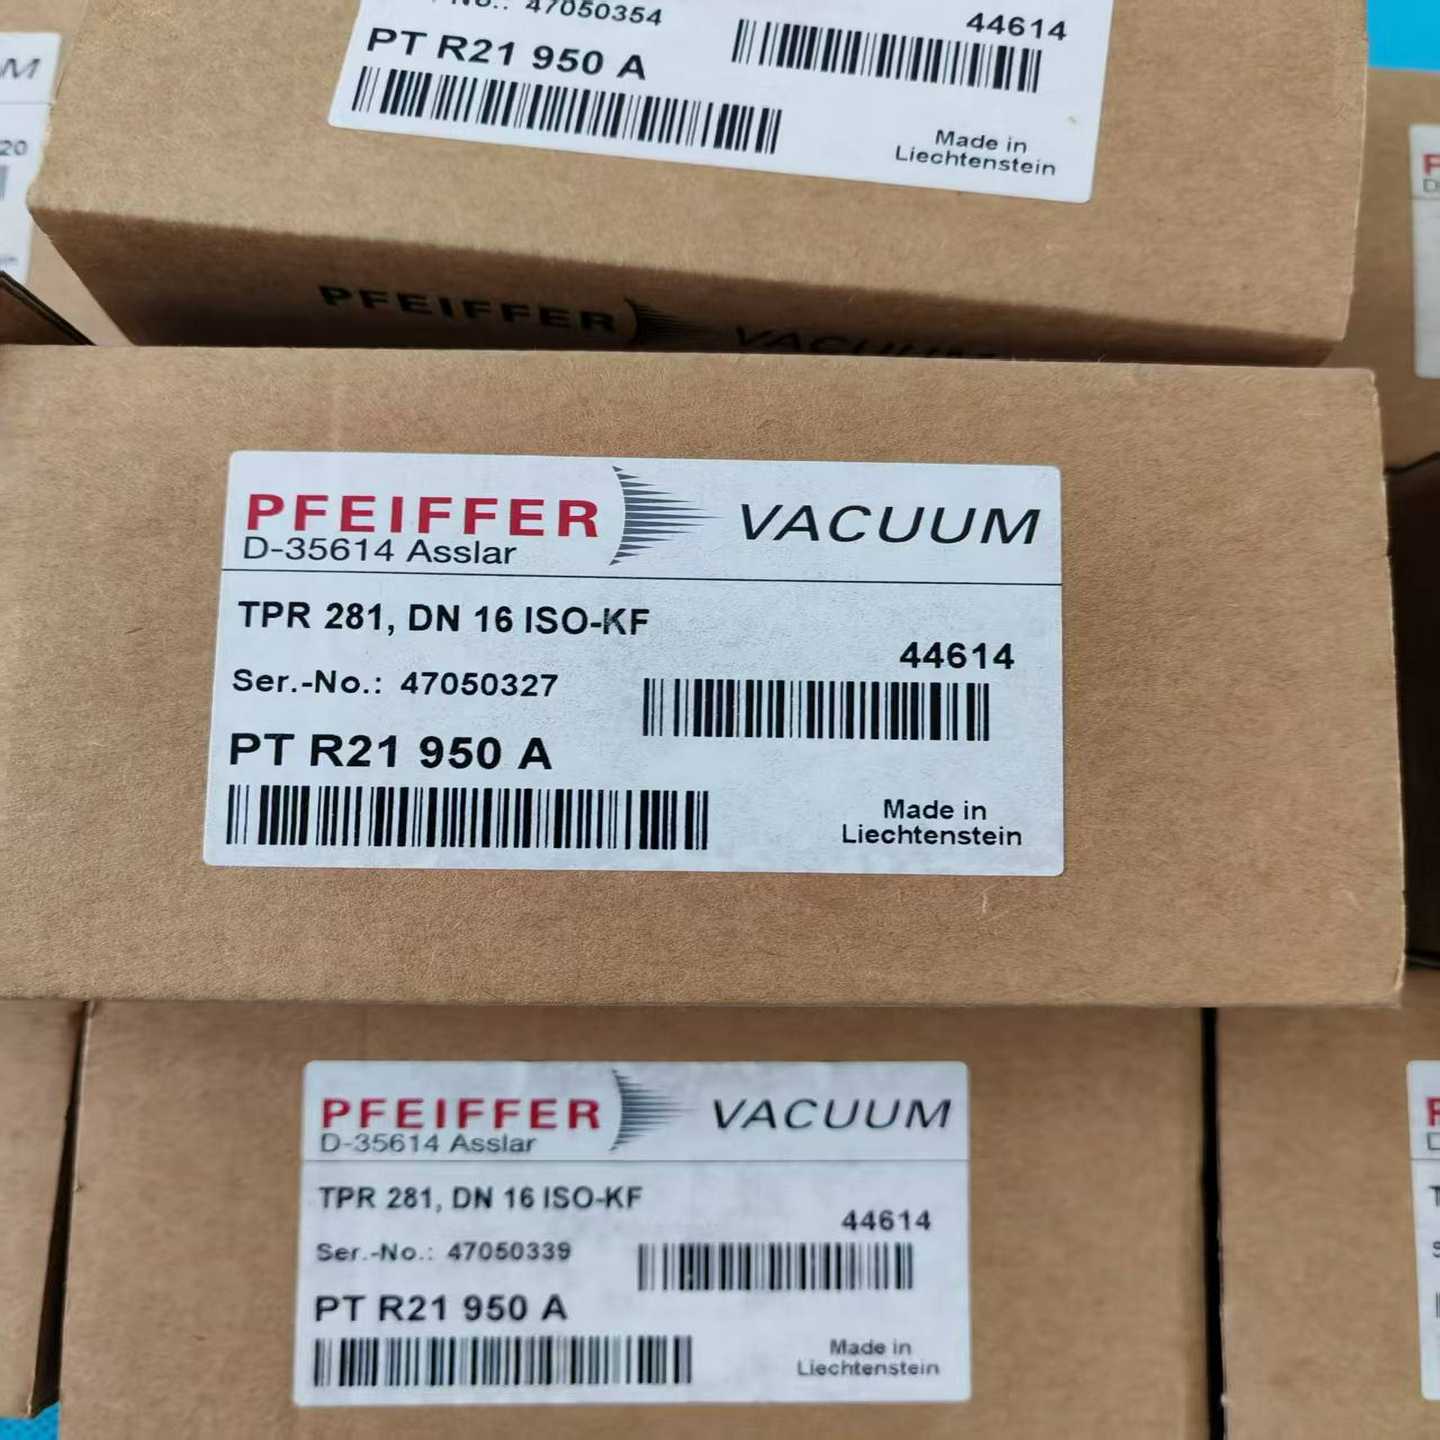 47050354
44614
PT R21 950 A
Made in
Liechtenstein
PFEIFFER VACUUM
20
PFEIFFER VACUUM
D-35614 Asslar
TPR 281, DN 16 ISO-KF
44614
Ser.-No.: 47050327
PT R21 950 A
Made in
Liechtenstein
PFEIFFER VACUUM
D-35614 Asslar
TPR 281, DN 16 ISO-KF
44614
Ser.-No.: 47050339
PT R21 950 A
Made in
Liechtenstein